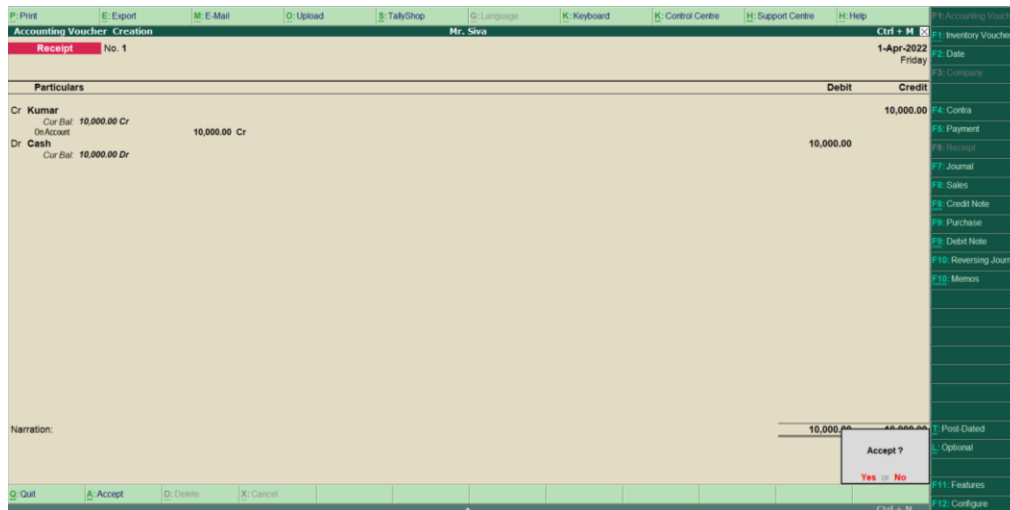 P: Print E: Export M: E-Mail O: Upload S: TallyShop G: Language K: Keyboard K: Control Centre H: Support Centre H: Help F1: Accounting Vouch
Accounting Voucher Creation Mr. Siva Ctrl + M
F1: Inventory Vouche
Receipt No. 1 1-Apr-2022
Friday
F2: Date
F3: Company
Particulars Debit Credit
Cr Kumar 10,000.00
Cur Bal: 10,000.00 Cr
On Account 10,000.00 Cr
Dr Cash 10,000.00
Cur Bal: 10,000.00 Dr
F4: Contra
F5: Payment
F6: Receipt
F7: Journal
F8: Sales
F8: Credit Note
F9: Purchase
F9: Debit Note
F10: Reversing Journ
F10: Memos
Narration: 10,000.00 10,000.00
T: Post-Dated
L: Optional
Accept ?
Yes or No
Q: Quit A: Accept D: Delete X: Cancel
F11: Features
F12: Configure
Ctrl + N